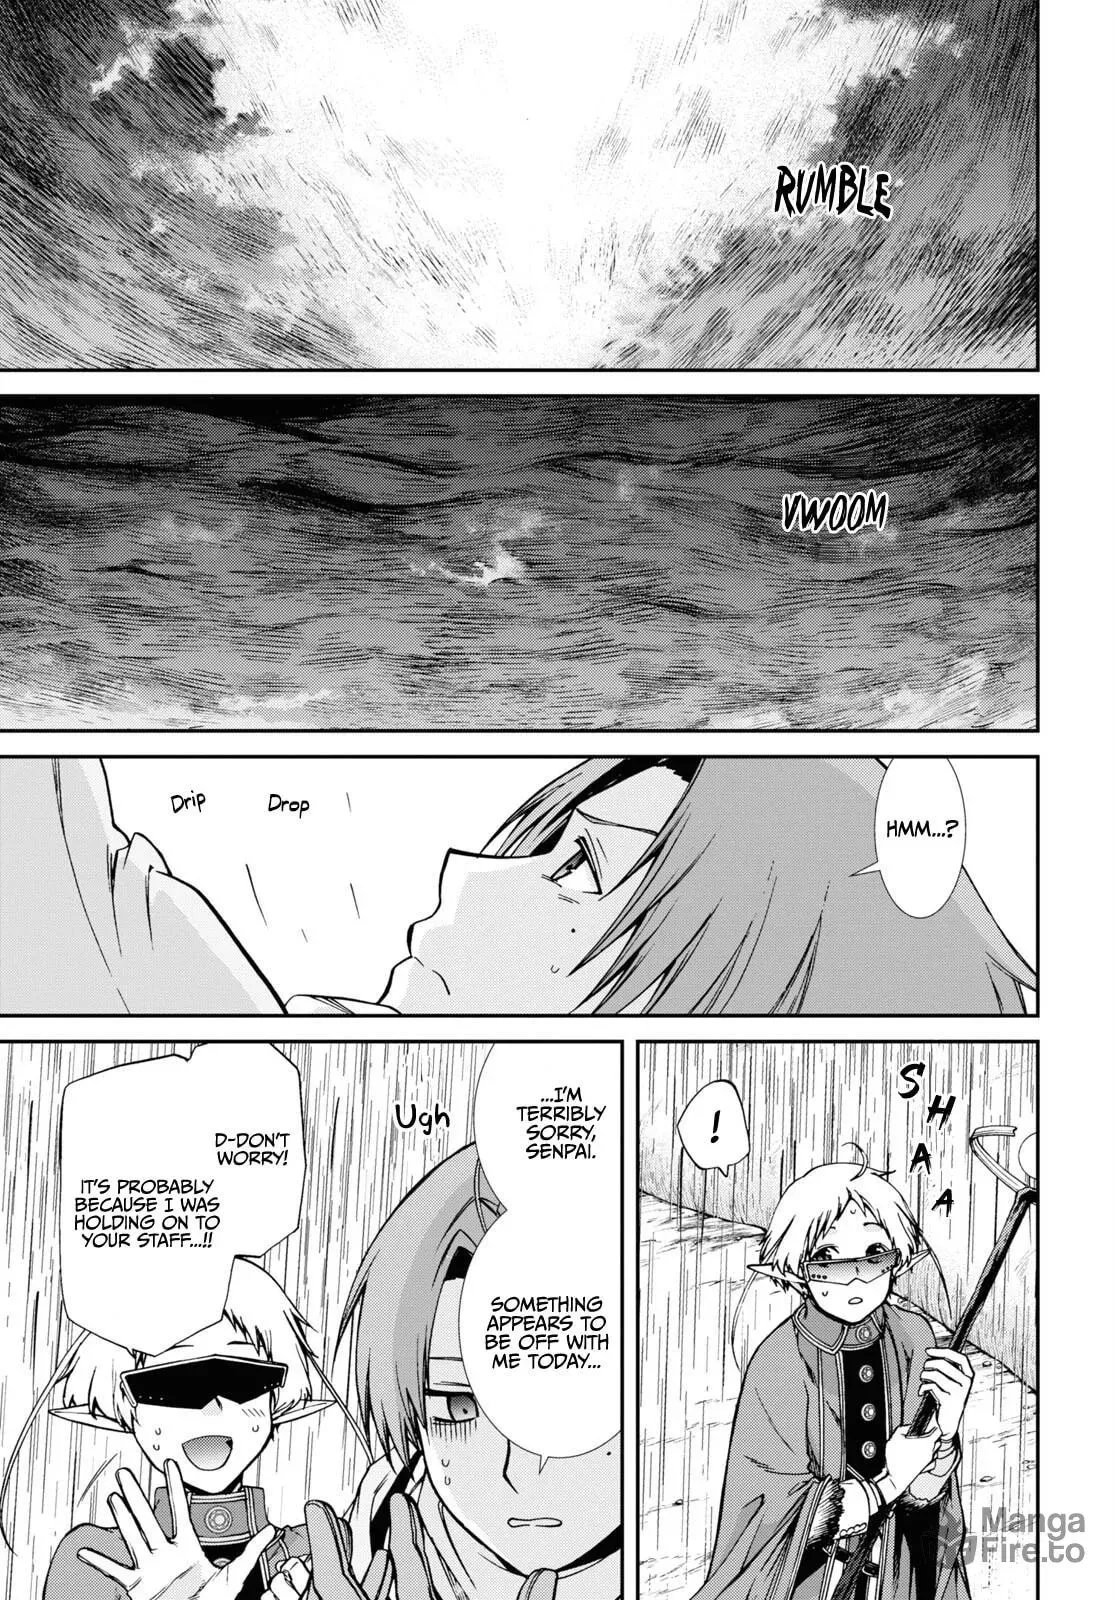 RUMBLE
VWOOM
HMM...?
Drop
Drip
!
SHAA
...I'M
TERRIBLY
SORRY,
SENPAI.
SOMETHING
APPEARS TO
BE OFF WITH
ME TODAY...
Ugh
D-DON'T
WORRY!
IT'S PROBABLY
BECAUSE I WAS
HOLDING ON TO
YOUR STAFF...!!
Manga
Fire.to